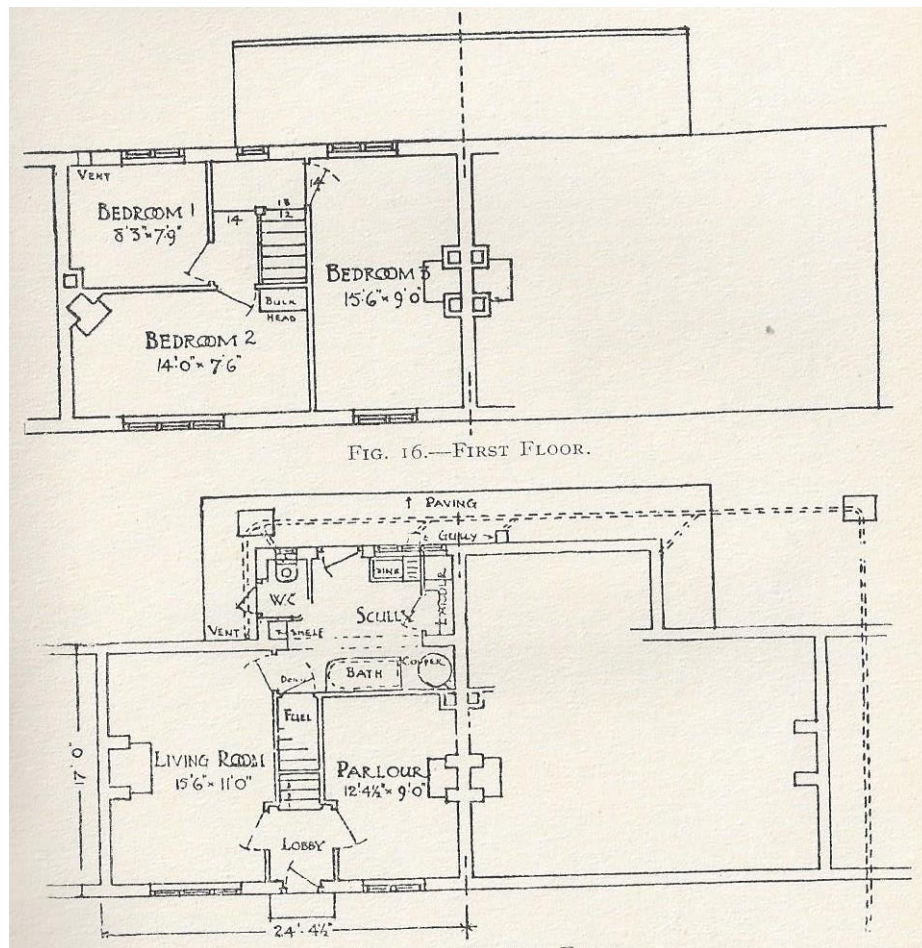 VENT
BEDROOM 1
8'3"×7'9"
14
18
12
14
BEDROOM 3
15'6"×9'0"
BULK
HEAD
BEDROOM 2
14'0"×7'6"
FIG. 16.—FIRST FLOOR.
↑ PAVING
GULLY→
SINK
LARDER
W.C
SCULLY
VENT
SHELF
BATH
COPPER
FUEL
17'0"
LIVING ROOM
15'6"×11'0"
PARLOUR
12'4½"×9'0"
LOBBY
24'.4½"